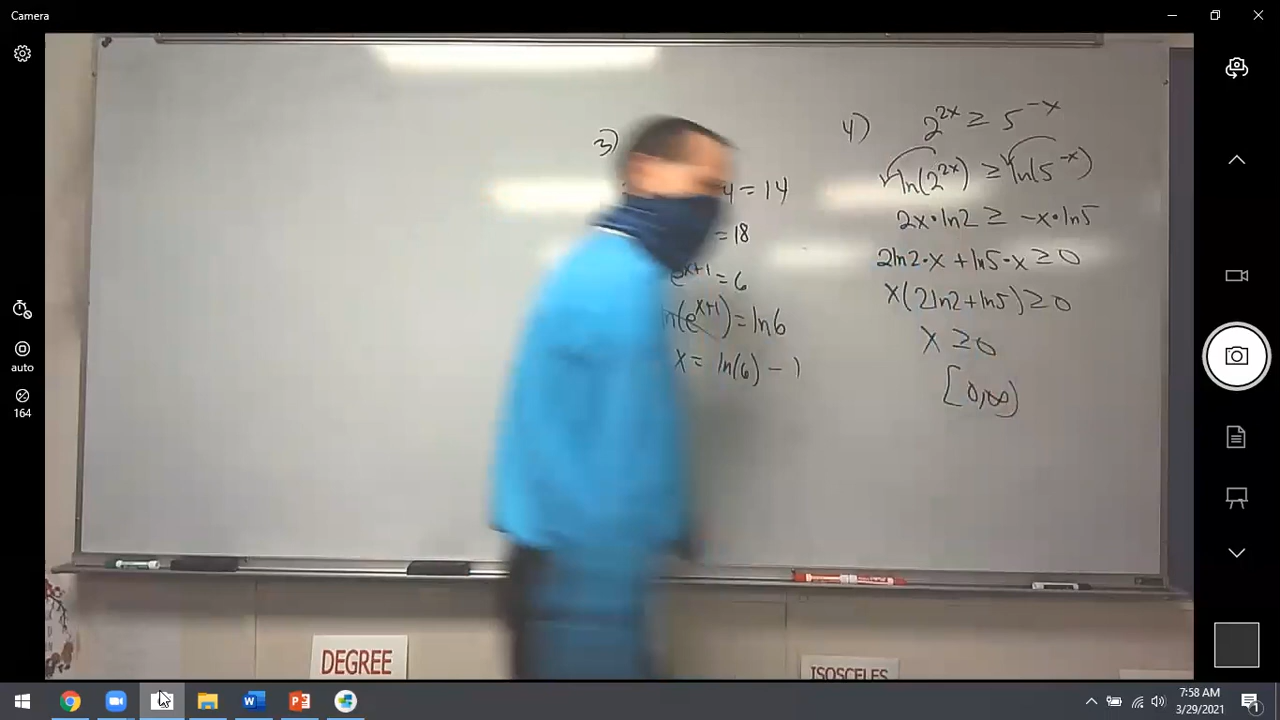 Camera
3)
4 = 14
= 18
e^{x+1} = 6
ln(e^{x+1}) = ln6
x = ln(6) - 1
4) 2^{2x} ≥ 5^{-x}
ln(2^{2x}) ≥ ln(5^{-x})
2x·ln2 ≥ -x·ln5
2ln2·x + ln5·x ≥ 0
x(2ln2+ln5) ≥ 0
x ≥ 0
[0,∞)
auto
164
DEGREE
ISOSCELES
7:58 AM
3/29/2021
1